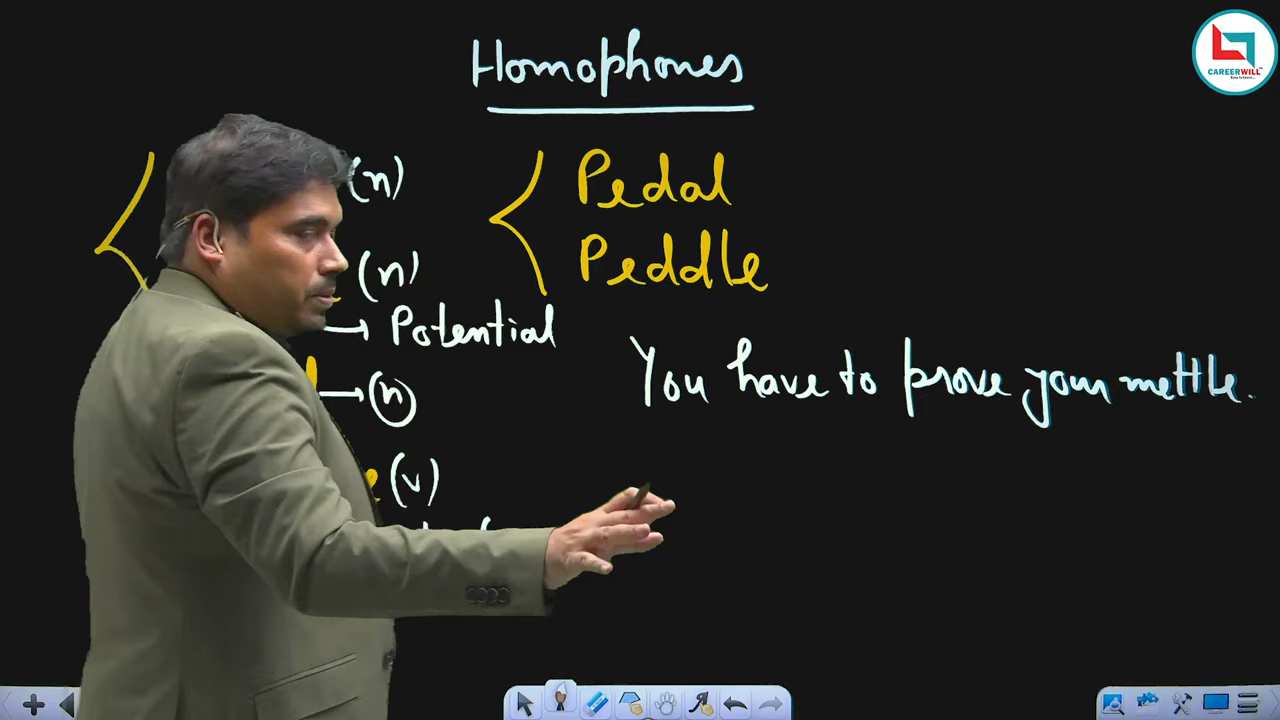 Homophones
CAREERWILL
(n)
Pedal
(n)
Peddle
→ Potential
You have to prove your mettle.
→ (n)
(v)